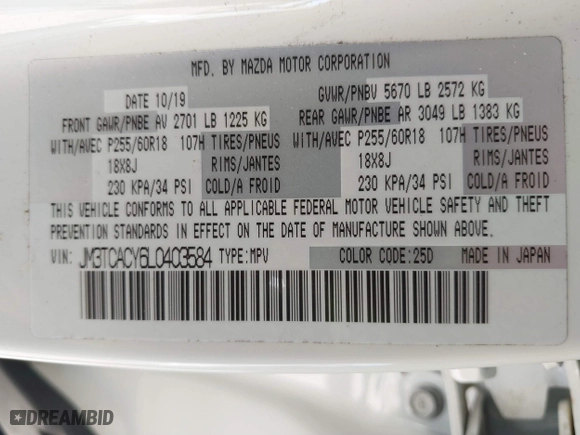 MFD. BY MAZDA MOTOR CORPORATION
DATE 10/19 GVWR/PNBV 5670 LB 2572 KG
FRONT GAWR/PNBE AV 2701 LB 1225 KG REAR GAWR/PNBE AR 3049 LB 1383 KG
WITH/AVEC P255/60R18 107H TIRES/PNEUS WITH/AVEC P255/60R18 107H TIRES/PNEUS
18X8J RIMS/JANTES 18X8J RIMS/JANTES
230 KPA/34 PSI COLD/A FROID 230 KPA/34 PSI COLD/A FROID
THIS VEHICLE CONFORMS TO ALL APPLICABLE FEDERAL MOTOR VEHICLE SAFETY AND THEFT
PREVENTION STANDARDS IN EFFECT ON THE DATE OF MANUFACTURE SHOWN ABOVE.
VIN: JM3TCACY6L0403584 TYPE:MPV COLOR CODE:25D MADE IN JAPAN
DREAMBID